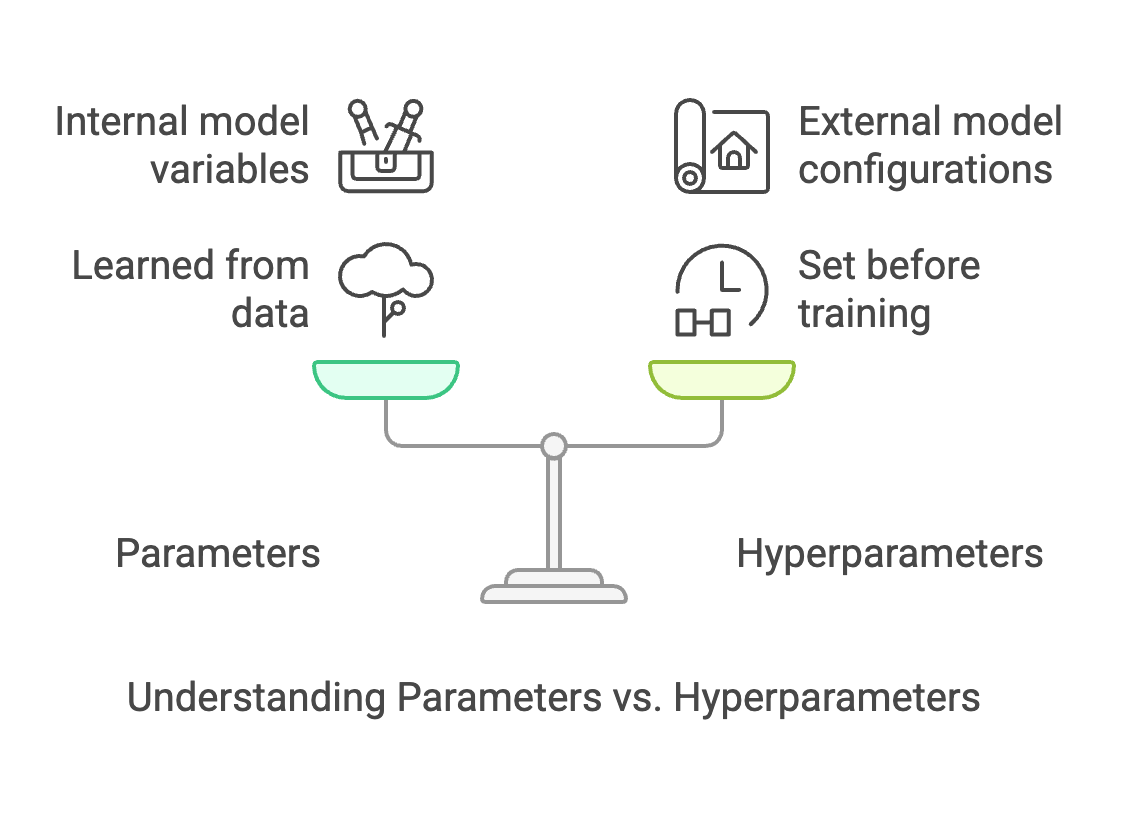 Internal model
variables
External model
configurations
Learned from
data
Set before
training
Parameters
Hyperparameters
Understanding Parameters vs. Hyperparameters